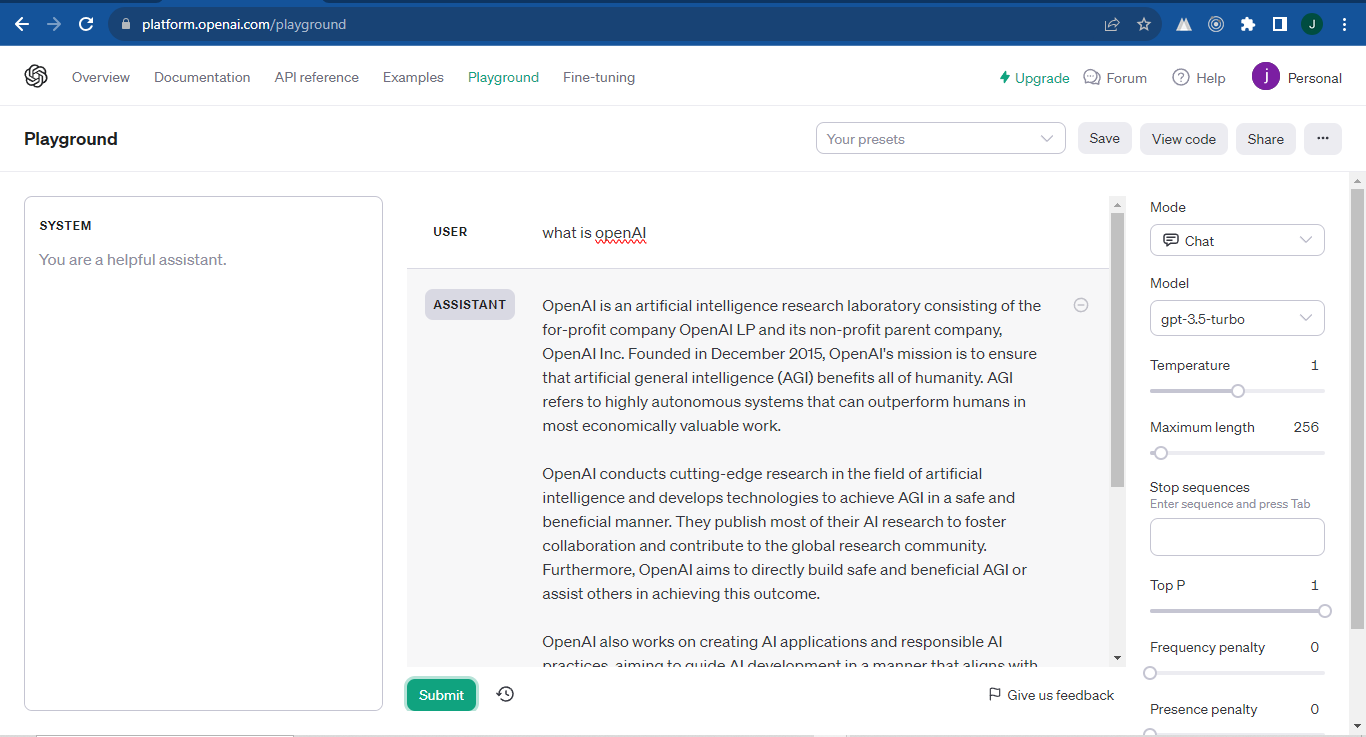 platform.openai.com/playground
J
Overview
Documentation
API reference
Examples
Playground
Fine-tuning
Upgrade
Forum
Help
j
Personal
Playground
Your presets
Save
View code
Share
SYSTEM
You are a helpful assistant.
USER
what is openAI
ASSISTANT
OpenAI is an artificial intelligence research laboratory consisting of the
for-profit company OpenAI LP and its non-profit parent company,
OpenAI Inc. Founded in December 2015, OpenAI's mission is to ensure
that artificial general intelligence (AGI) benefits all of humanity. AGI
refers to highly autonomous systems that can outperform humans in
most economically valuable work.
OpenAI conducts cutting-edge research in the field of artificial
intelligence and develops technologies to achieve AGI in a safe and
beneficial manner. They publish most of their AI research to foster
collaboration and contribute to the global research community.
Furthermore, OpenAI aims to directly build safe and beneficial AGI or
assist others in achieving this outcome.
OpenAI also works on creating AI applications and responsible AI
practices, aiming to guide AI development in a manner that aligns with
Submit
Give us feedback
Mode
Chat
Model
gpt-3.5-turbo
Temperature 1
Maximum length 256
Stop sequences
Enter sequence and press Tab
Top P 1
Frequency penalty 0
Presence penalty 0